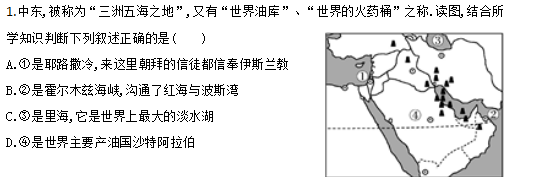 1.中东,被称为“三洲五海之地”,又有“世界油库”、“世界的火药桶”之称.读图,结合所
学知识判断下列叙述正确的是(　　)
A.①是耶路撒冷,来这里朝拜的信徒都信奉伊斯兰教
B.②是霍尔木兹海峡,沟通了红海与波斯湾
C.③是里海,它是世界上最大的淡水湖
D.④是世界主要产油国沙特阿拉伯
③
①
②
④